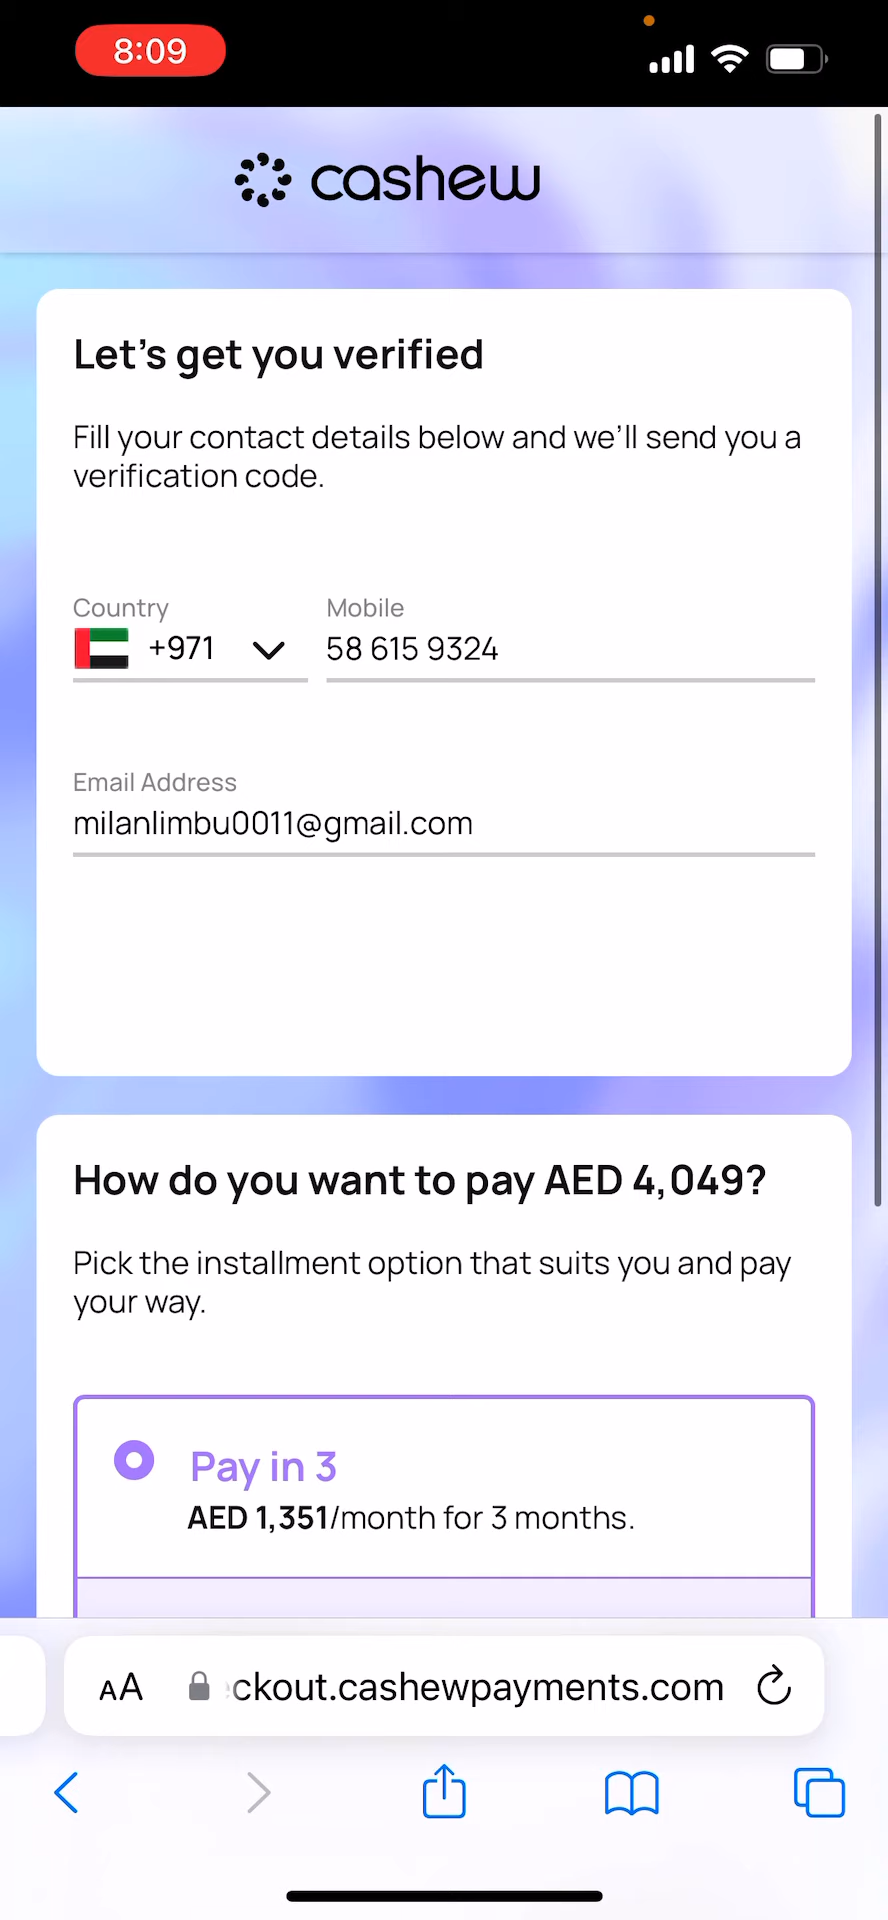 8:09
cashew
Let's get you verified
Fill your contact details below and we'll send you a
verification code.
Country
Mobile
+971
58 615 9324
Email Address
milanlimbu0011@gmail.com
How do you want to pay AED 4,049?
Pick the installment option that suits you and pay
your way.
Pay in 3
AED 1,351/month for 3 months.
AA
ckout.cashewpayments.com